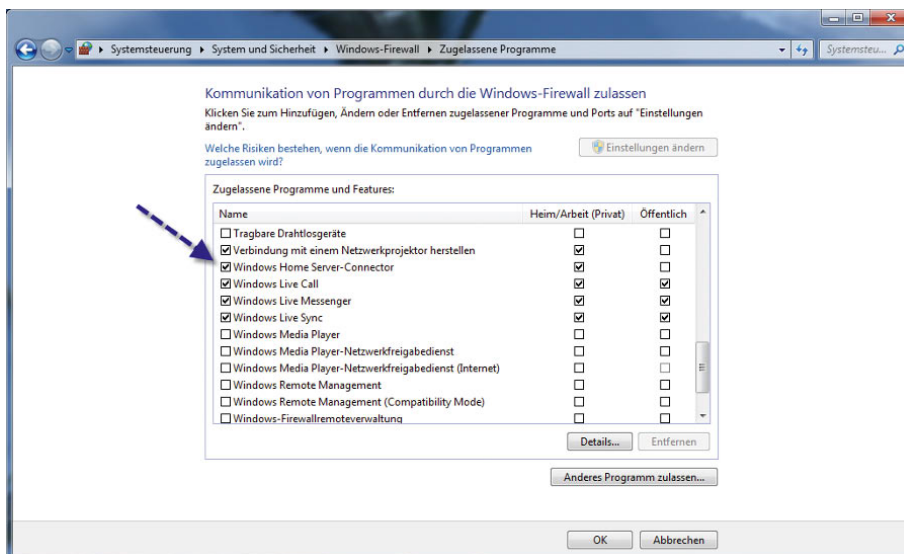 Systemsteuerung ▸ System und Sicherheit ▸ Windows-Firewall ▸ Zugelassene Programme
Systemsteu...
Kommunikation von Programmen durch die Windows-Firewall zulassen
Klicken Sie zum Hinzufügen, Ändern oder Entfernen zugelassener Programme und Ports auf "Einstellungen
ändern".
Welche Risiken bestehen, wenn die Kommunikation von Programmen
zugelassen wird?
Einstellungen ändern
Zugelassene Programme und Features:
Name Heim/Arbeit (Privat) Öffentlich
Tragbare Drahtlosgeräte
Verbindung mit einem Netzwerkprojektor herstellen
Windows Home Server-Connector
Windows Live Call
Windows Live Messenger
Windows Live Sync
Windows Media Player
Windows Media Player-Netzwerkfreigabedienst
Windows Media Player-Netzwerkfreigabedienst (Internet)
Windows Remote Management
Windows Remote Management (Compatibility Mode)
Windows-Firewallremoteverwaltung
Details... Entfernen
Anderes Programm zulassen...
OK Abbrechen